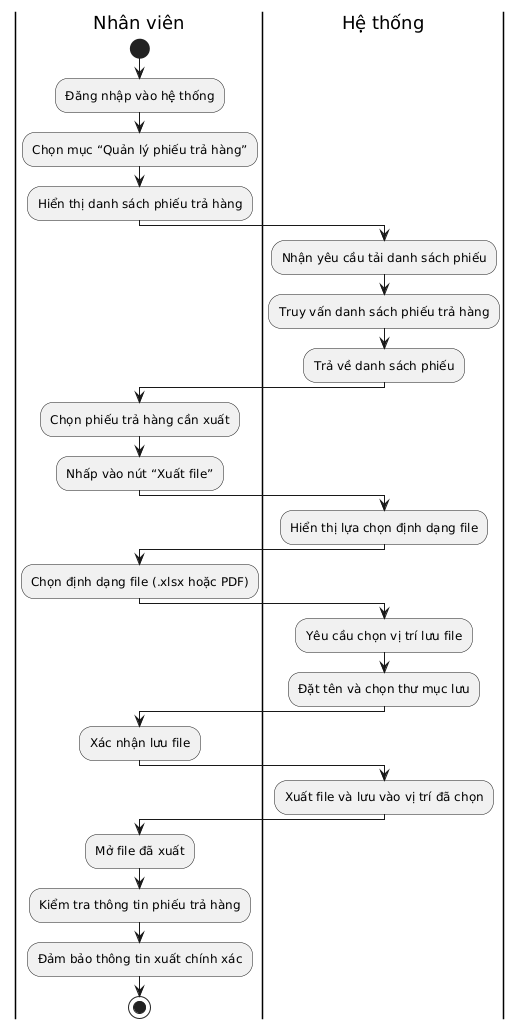 Nhân viên
Hệ thống
Đăng nhập vào hệ thống
Chọn mục “Quản lý phiếu trả hàng”
Hiển thị danh sách phiếu trả hàng
Nhận yêu cầu tải danh sách phiếu
Truy vấn danh sách phiếu trả hàng
Trả về danh sách phiếu
Chọn phiếu trả hàng cần xuất
Nhấp vào nút “Xuất file”
Hiển thị lựa chọn định dạng file
Chọn định dạng file (.xlsx hoặc PDF)
Yêu cầu chọn vị trí lưu file
Đặt tên và chọn thư mục lưu
Xác nhận lưu file
Xuất file và lưu vào vị trí đã chọn
Mở file đã xuất
Kiểm tra thông tin phiếu trả hàng
Đảm bảo thông tin xuất chính xác